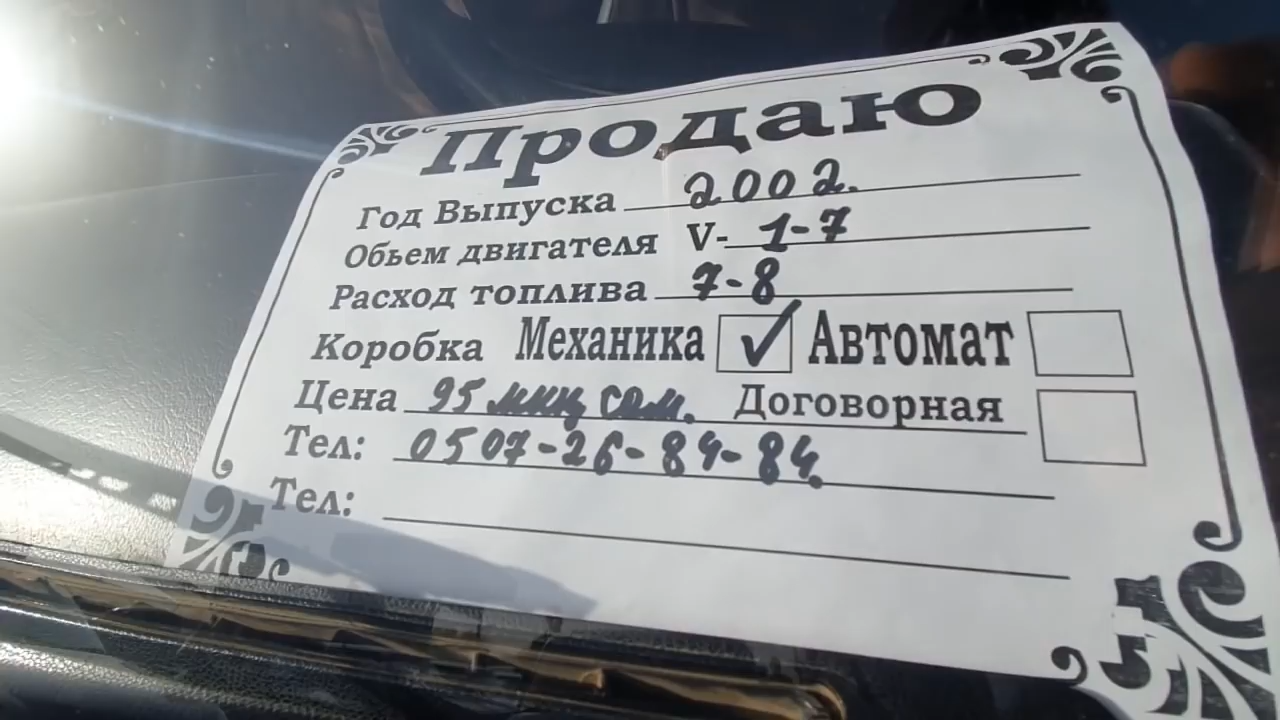 Продаю
Год Выпуска 2002.
Обьем двигателя V- 1-7
Расход топлива 7-8
Коробка Механика ✓ Автомат
Цена 95 мин сом. Договорная
Тел: 0507-26-84-84.
Тел: